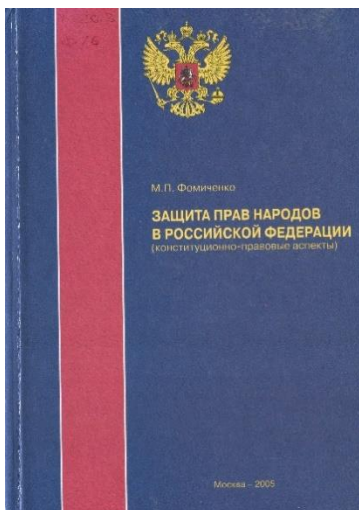 М.П. Фомиченко
ЗАЩИТА ПРАВ НАРОДОВ
В РОССИЙСКОЙ ФЕДЕРАЦИИ
(конституционно-правовые аспекты)
Москва – 2005